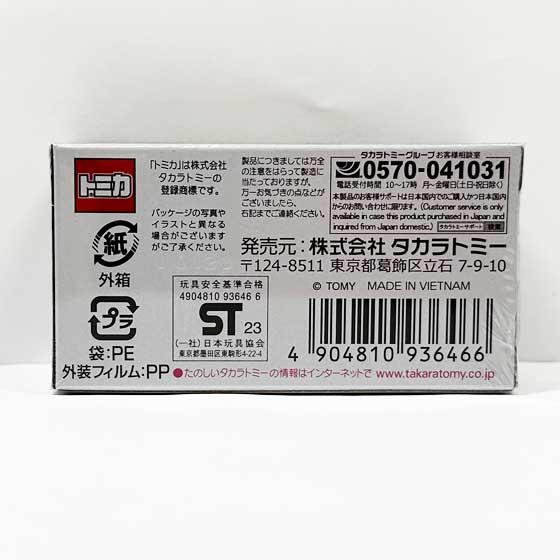 トミカ
「トミカ」は株式会社
タカラトミーの
登録商標です。
パッケージの写真や
イラストと異なる
場合がございますが
ご了承ください。
製品につきましては万全
の注意をはらって製造に
当たっておりますが、
万一お気づきの点などが
ございましたら、
右記までご連絡ください。
タカラトミーグループお客様相談室
0570-041031
電話受付時間 10~17時 月~金曜日(土・日・祝日除く)
本製品のお客様サポートは日本国内でのご購入かつ日本国
内からのお問い合わせに限ります。(Customer service is only
available in case this product purchased in Japan and
inquired from Japan domestic.)
タカラトミーサポート 検索
発売元:株式会社 タカラトミー
〒124-8511 東京都葛飾区立石 7-9-10
紙
外箱
プラ
袋:PE
外装フィルム:PP
玩具安全基準合格
4904810 93646 6
ST 23
(一社)日本玩具協会
東京都墨田区東駒形4-22-4
© TOMY MADE IN VIETNAM
4 904810 936466
●たのしいタカラトミーの情報はインターネットで www.takaratomy.co.jp